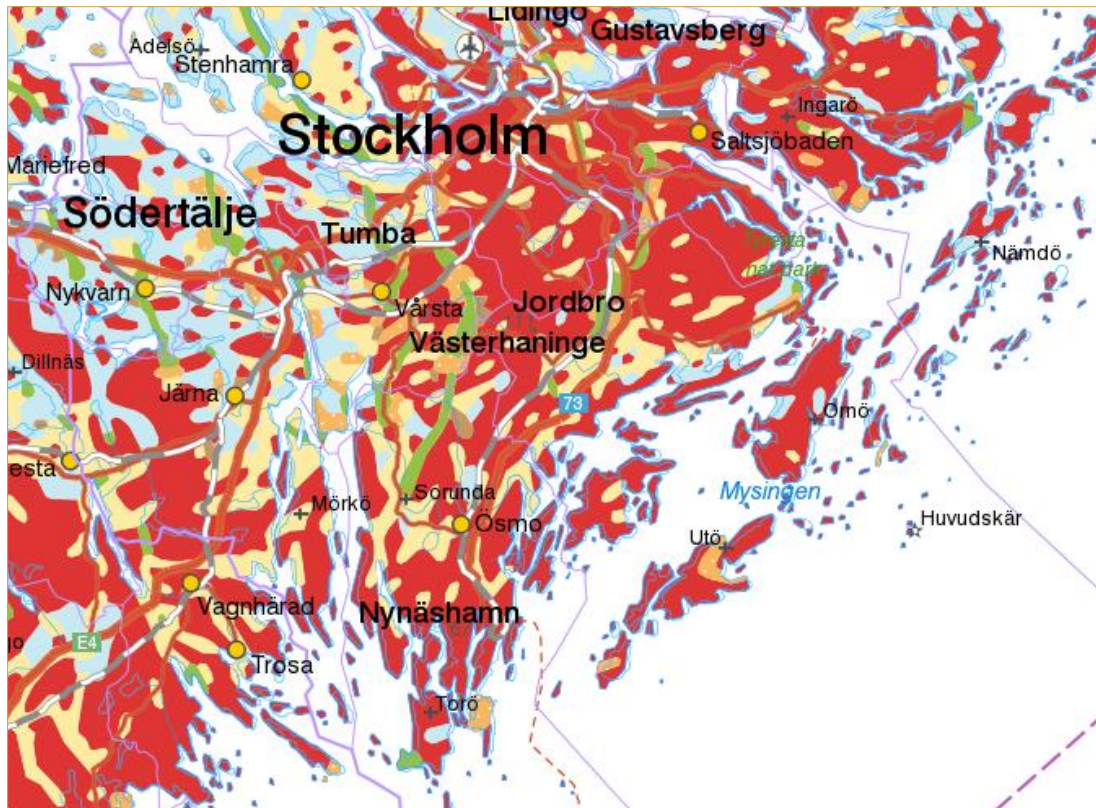 Lidingö
Gustavsberg
Adelsö
Stenhamra
Ingarö
Stockholm
Saltsjöbaden
Mariefred
Södertälje
Tumba
Nämdö
Nykvarn
Vårsta
Jordbro
Västerhaninge
Dillnäs
Järna
73
Ornö
esta
Mysingen
Mörkö
Sorunda
Ösmo
Huvudskär
Utö
Vagnhärad
Nynäshamn
E4
Trosa
Torö